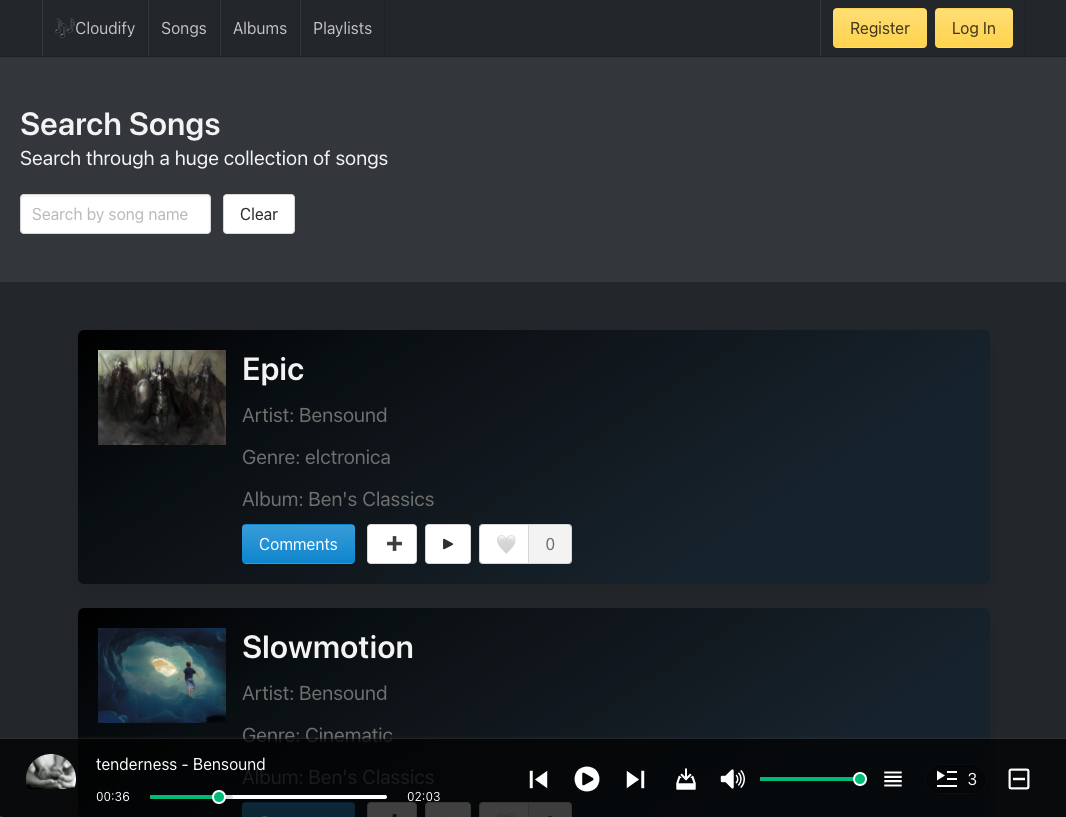 Cloudify Songs Albums Playlists Register Log In
Search Songs
Search through a huge collection of songs
Search by song name Clear
Epic
Artist: Bensound
Genre: elctronica
Album: Ben's Classics
Comments 0
Slowmotion
Artist: Bensound
Genre: Cinematic
Album: Ben's Classics
tenderness - Bensound
00:36 02:03 3